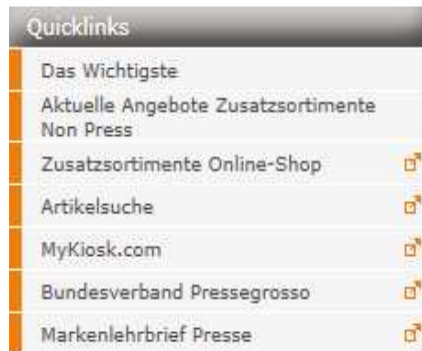 Quicklinks
Das Wichtigste
Aktuelle Angebote Zusatzsortimente
Non Press
Zusatzsortimente Online-Shop
Artikelsuche
MyKiosk.com
Bundesverband Pressegrosso
Markenlehrbrief Presse